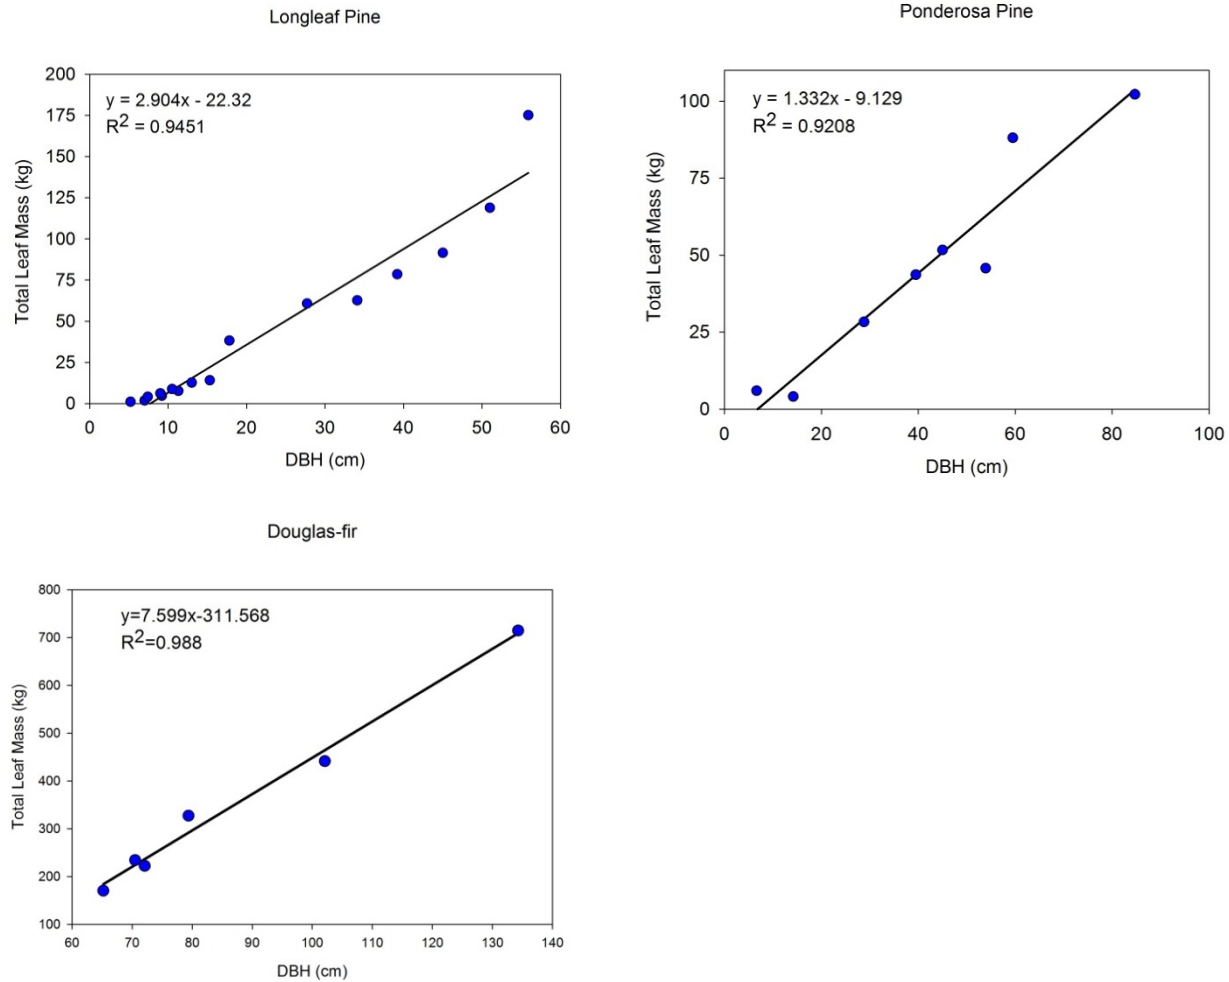 Longleaf Pine
y = 2.904x - 22.32
R2 = 0.9451
200
175
150
125
100
75
50
25
0
Total Leaf Mass (kg)
0 10 20 30 40 50 60
DBH (cm)
Ponderosa Pine
y = 1.332x - 9.129
R2 = 0.9208
100
75
50
25
0
Total Leaf Mass (kg)
0 20 40 60 80 100
DBH (cm)
Douglas-fir
y=7.599x-311.568
R2=0.988
800
700
600
500
400
300
200
100
Total Leaf Mass (kg)
60 70 80 90 100 110 120 130 140
DBH (cm)